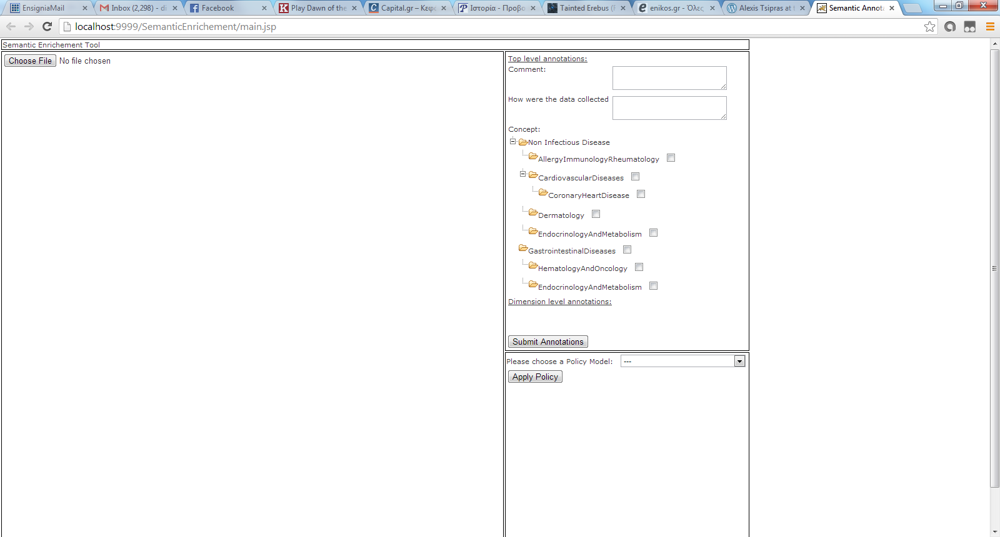 EnsigniaMail
Inbox (2,298) - di
Facebook
Play Dawn of the
Capital.gr – Κεφα
Ιστορία - Προβο
Tainted Erebus (F
enikos.gr - Όλες
Alexis Tsipras at t
Semantic Annota
localhost:9999/SemanticEnrichement/main.jsp
Semantic Enrichement Tool
Choose File No file chosen
Top level annotations:
Comment:
How were the data collected
Concept:
Non Infectious Disease
AllergyImmunologyRheumatology
CardiovascularDiseases
CoronaryHeartDisease
Dermatology
EndocrinologyAndMetabolism
GastrointestinalDiseases
HematologyAndOncology
EndocrinologyAndMetabolism
Dimension level annotations:
Submit Annotations
Please choose a Policy Model: ---
Apply Policy